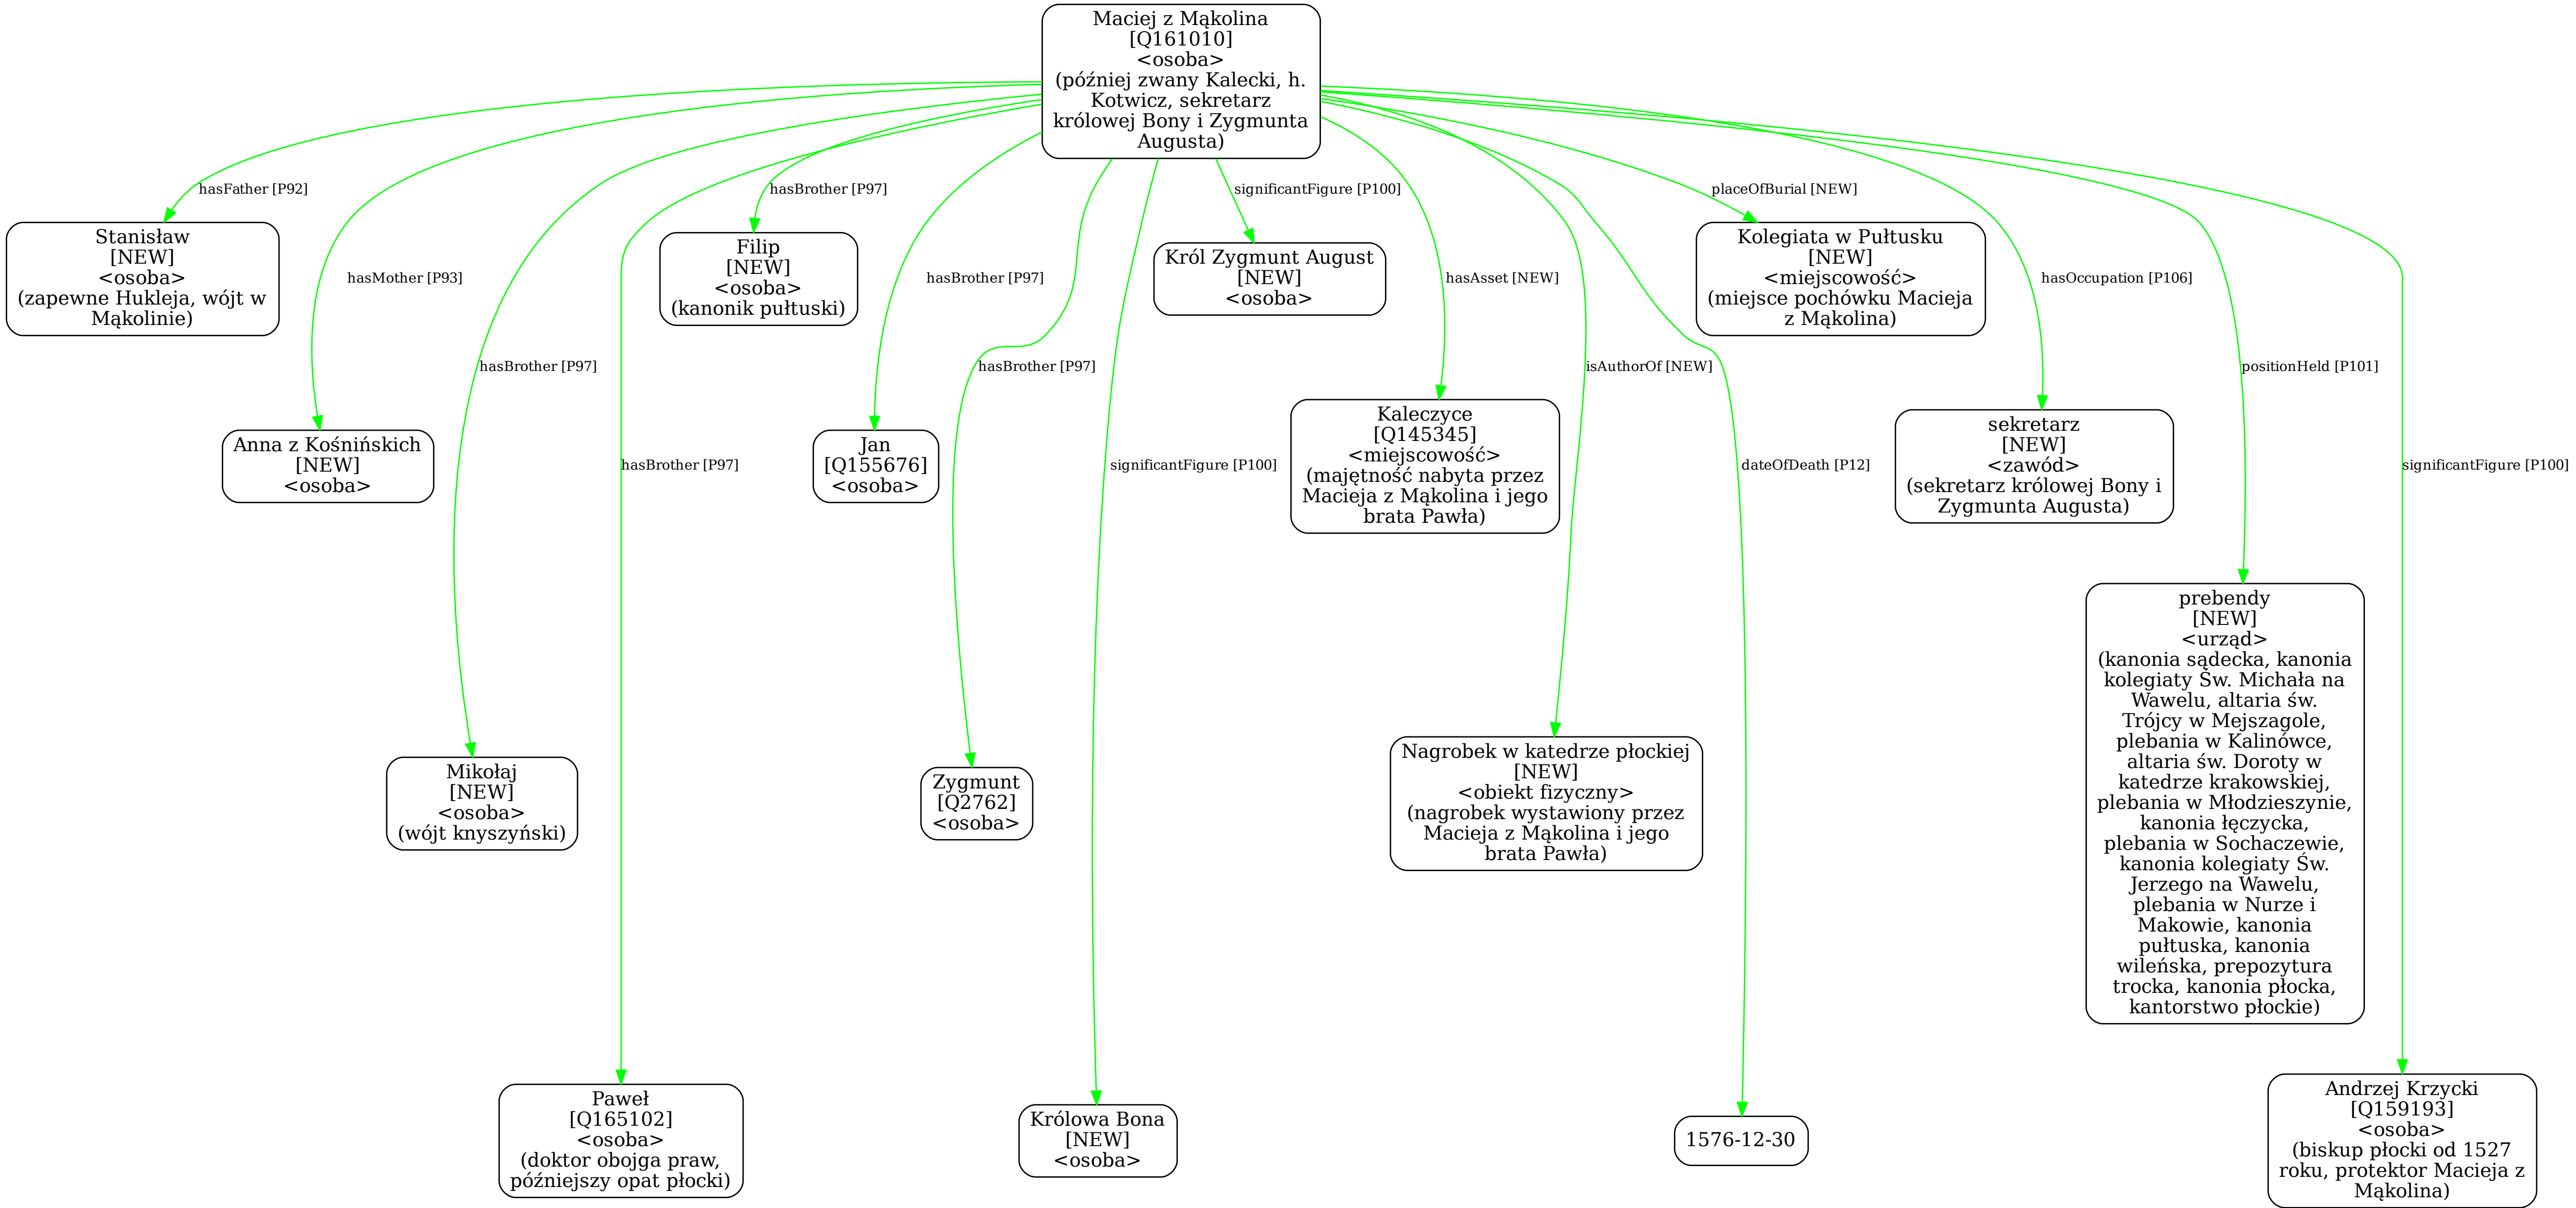 Maciej z Mąkolina
[Q161010]
<osoba>
(później zwany Kalecki, h.
Kotwicz, sekretarz
królowej Bony i Zygmunta
Augusta)
hasFather [P92]
hasBrother [P97]
significantFigure [P100]
placeOfBurial [NEW]
Stanisław
[NEW]
<osoba>
(zapewne Hukleja, wójt w
Mąkolinie)
hasMother [P93]
Filip
[NEW]
<osoba>
(kanonik pułtuski)
hasBrother [P97]
Król Zygmunt August
[NEW]
<osoba>
hasAsset [NEW]
Kolegiata w Pułtusku
[NEW]
<miejscowość>
(miejsce pochówku Macieja
z Mąkolina)
hasOccupation [P106]
hasBrother [P97]
hasBrother [P97]
isAuthorOf [NEW]
positionHeld [P101]
Anna z Kośnińskich
[NEW]
<osoba>
hasBrother [P97]
Jan
[Q155676]
<osoba>
significantFigure [P100]
Kaleczyce
[Q145345]
<miejscowość>
(majętność nabyta przez
Macieja z Mąkolina i jego
brata Pawła)
dateOfDeath [P12]
sekretarz
[NEW]
<zawód>
(sekretarz królowej Bony i
Zygmunta Augusta)
significantFigure [P100]
Mikołaj
[NEW]
<osoba>
(wójt knyszyński)
Zygmunt
[Q2762]
<osoba>
Nagrobek w katedrze płockiej
[NEW]
<obiekt fizyczny>
(nagrobek wystawiony przez
Macieja z Mąkolina i jego
brata Pawła)
prebendy
[NEW]
<urząd>
(kanonia sądecka, kanonia
kolegiaty Św. Michała na
Wawelu, altaria św.
Trójcy w Mejszagole,
plebania w Kalinówce,
altaria św. Doroty w
katedrze krakowskiej,
plebania w Młodzieszynie,
kanonia łęczycka,
plebania w Sochaczewie,
kanonia kolegiaty Św.
Jerzego na Wawelu,
plebania w Nurze i
Makowie, kanonia
pułtuska, kanonia
wileńska, prepozytura
trocka, kanonia płocka,
kantorstwo płockie)
Paweł
[Q165102]
<osoba>
(doktor obojga praw,
późniejszy opat płocki)
Królowa Bona
[NEW]
<osoba>
1576-12-30
Andrzej Krzycki
[Q159193]
<osoba>
(biskup płocki od 1527
roku, protektor Macieja z
Mąkolina)